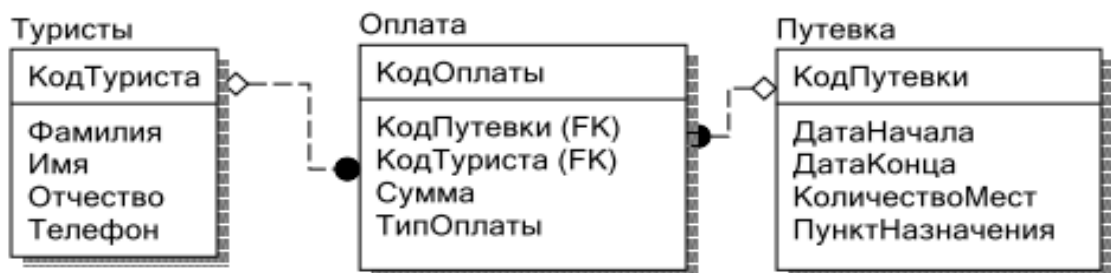 Туристы
КодТуриста
Фамилия
Имя
Отчество
Телефон
Оплата
КодОплаты
КодПутевки (FK)
КодТуриста (FK)
Сумма
ТипОплаты
Путевка
КодПутевки
ДатаНачала
ДатаКонца
КоличествоМест
ПунктНазначения